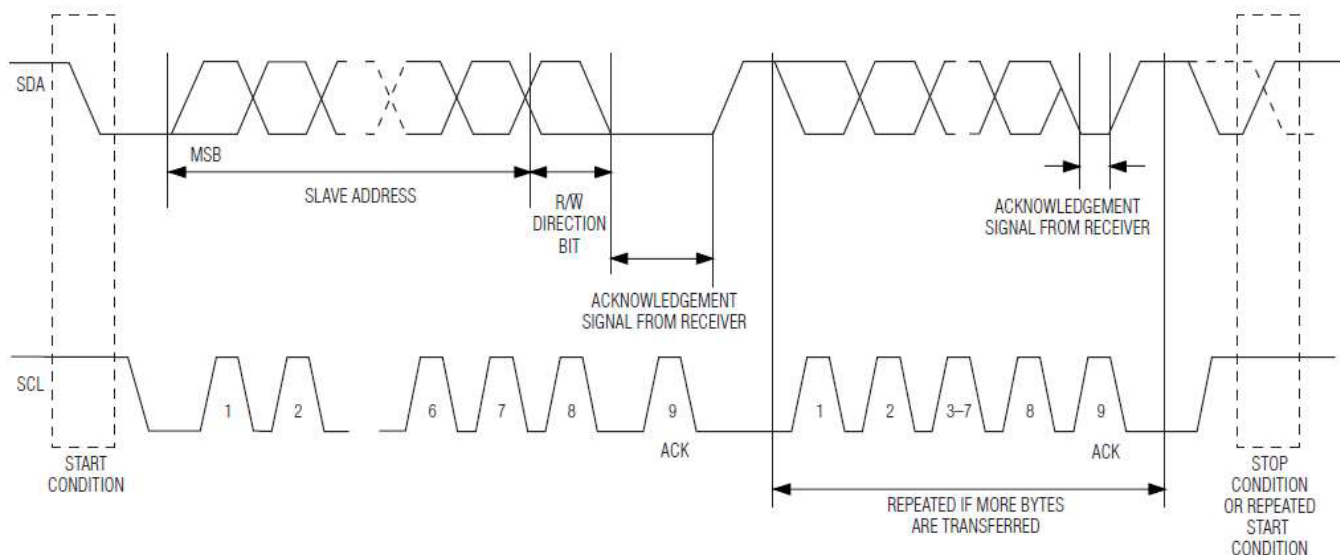 SDA
MSB
SLAVE ADDRESS
R/W
DIRECTION
BIT
ACKNOWLEDGEMENT
SIGNAL FROM RECEIVER
ACKNOWLEDGEMENT
SIGNAL FROM RECEIVER
SCL
1 2 6 7 8 9 1 2 3–7 8 9
ACK ACK
START
CONDITION
REPEATED IF MORE BYTES
ARE TRANSFERRED
STOP
CONDITION
OR REPEATED
START
CONDITION